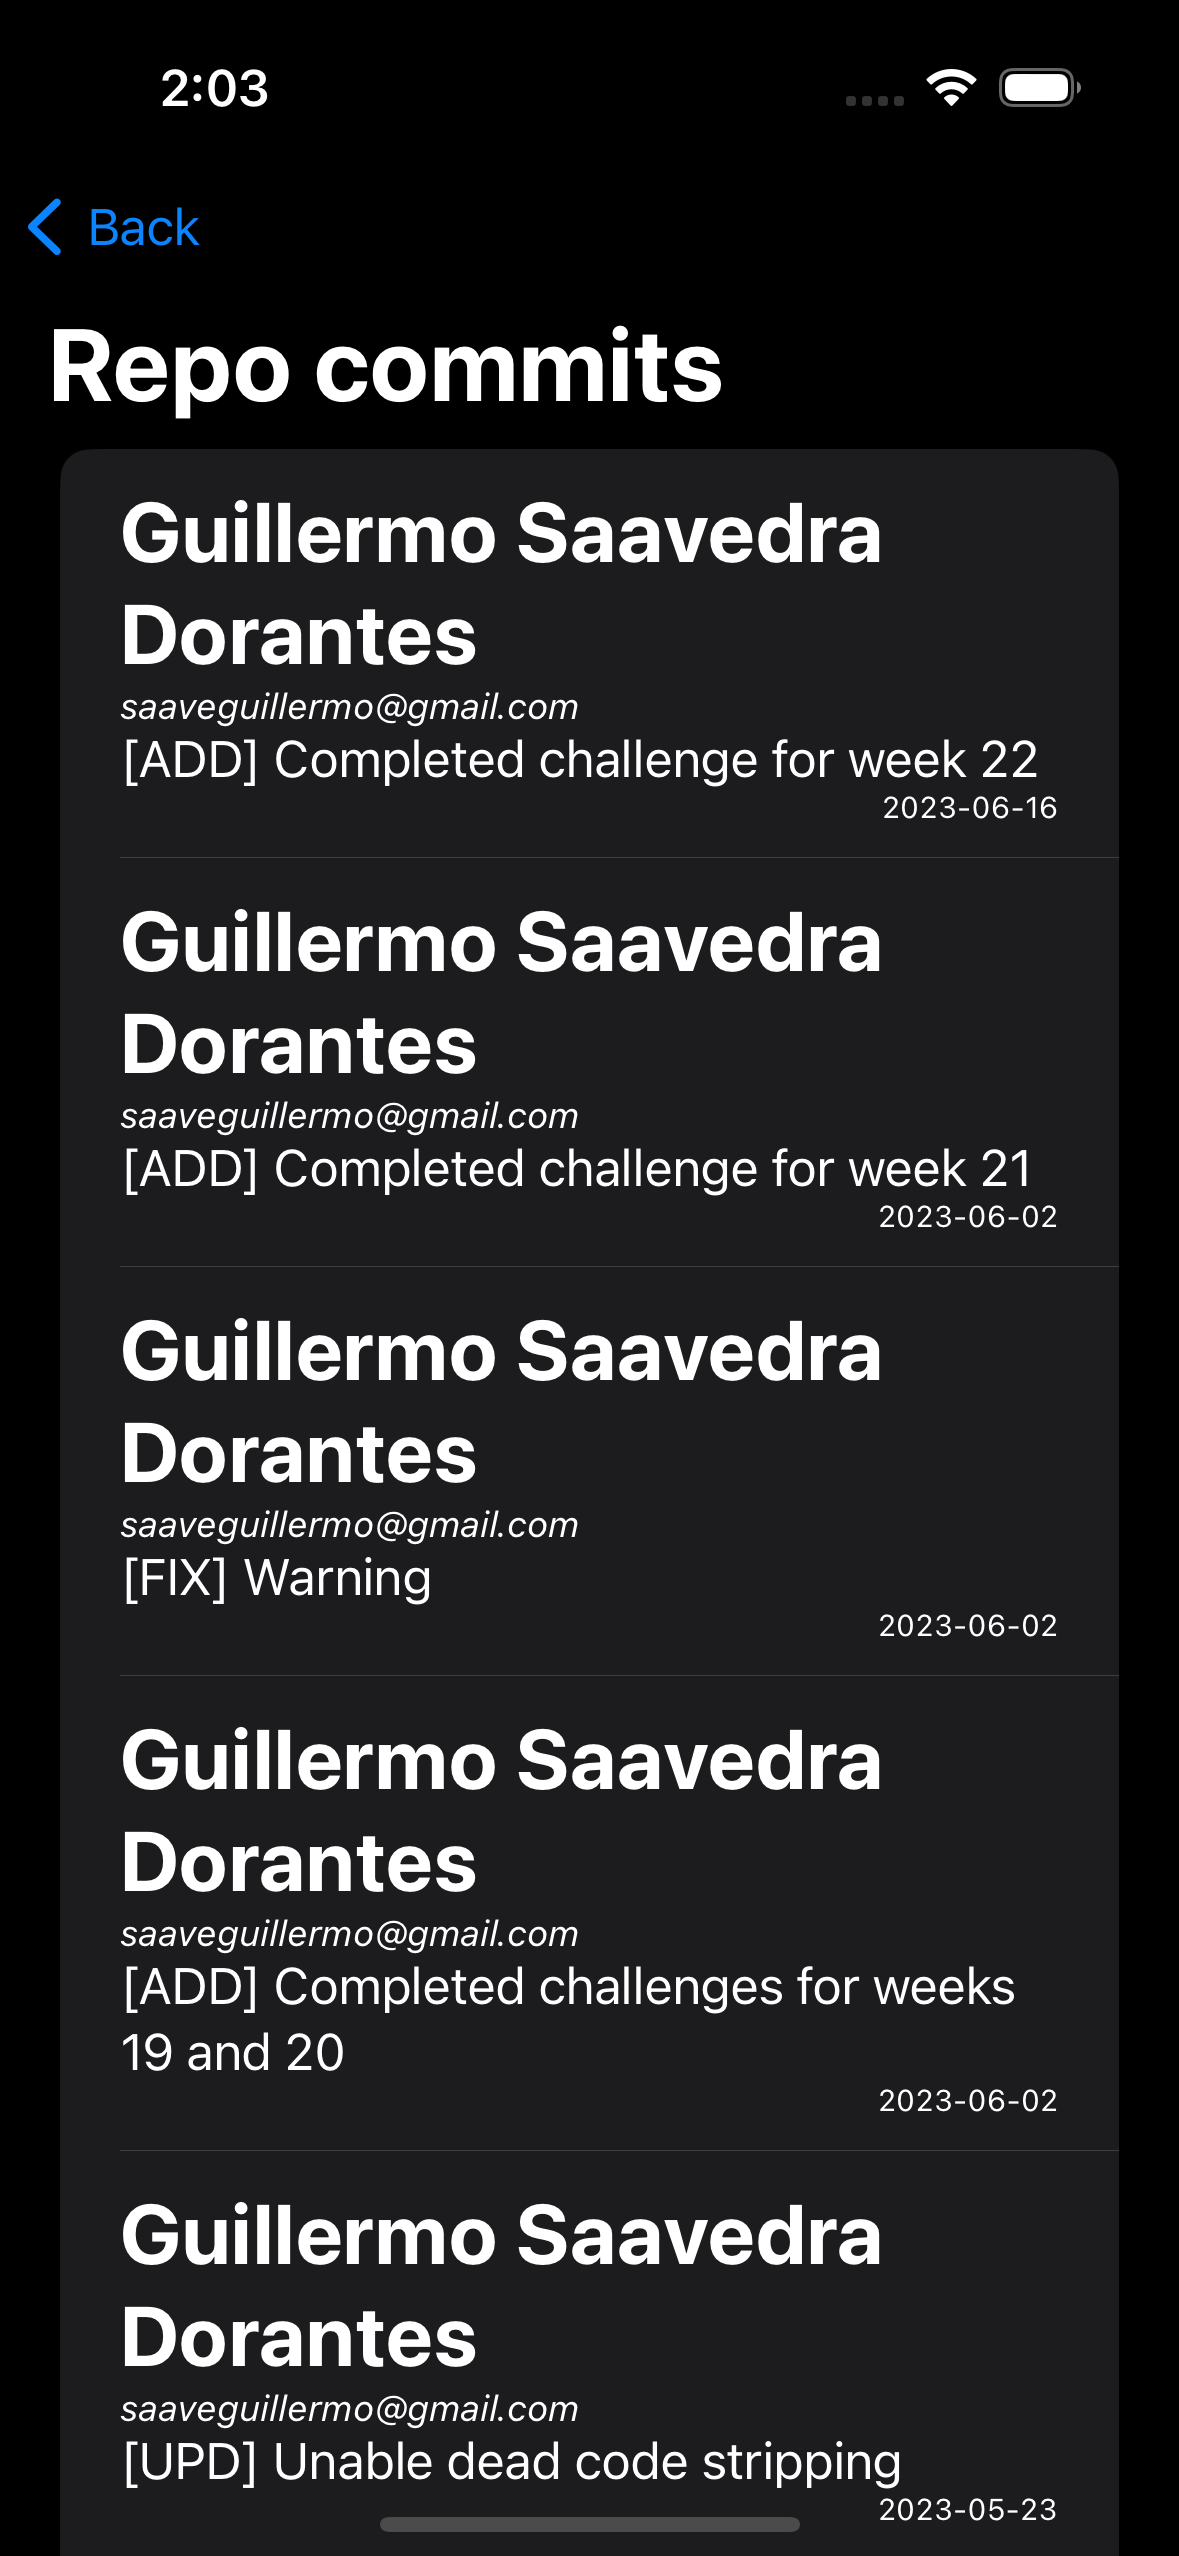 2:03
Back
Repo commits
Guillermo Saavedra
Dorantes
saaveguillermo@gmail.com
[ADD] Completed challenge for week 22
2023-06-16
Guillermo Saavedra
Dorantes
saaveguillermo@gmail.com
[ADD] Completed challenge for week 21
2023-06-02
Guillermo Saavedra
Dorantes
saaveguillermo@gmail.com
[FIX] Warning
2023-06-02
Guillermo Saavedra
Dorantes
saaveguillermo@gmail.com
[ADD] Completed challenges for weeks
19 and 20
2023-06-02
Guillermo Saavedra
Dorantes
saaveguillermo@gmail.com
[UPD] Unable dead code stripping
2023-05-23